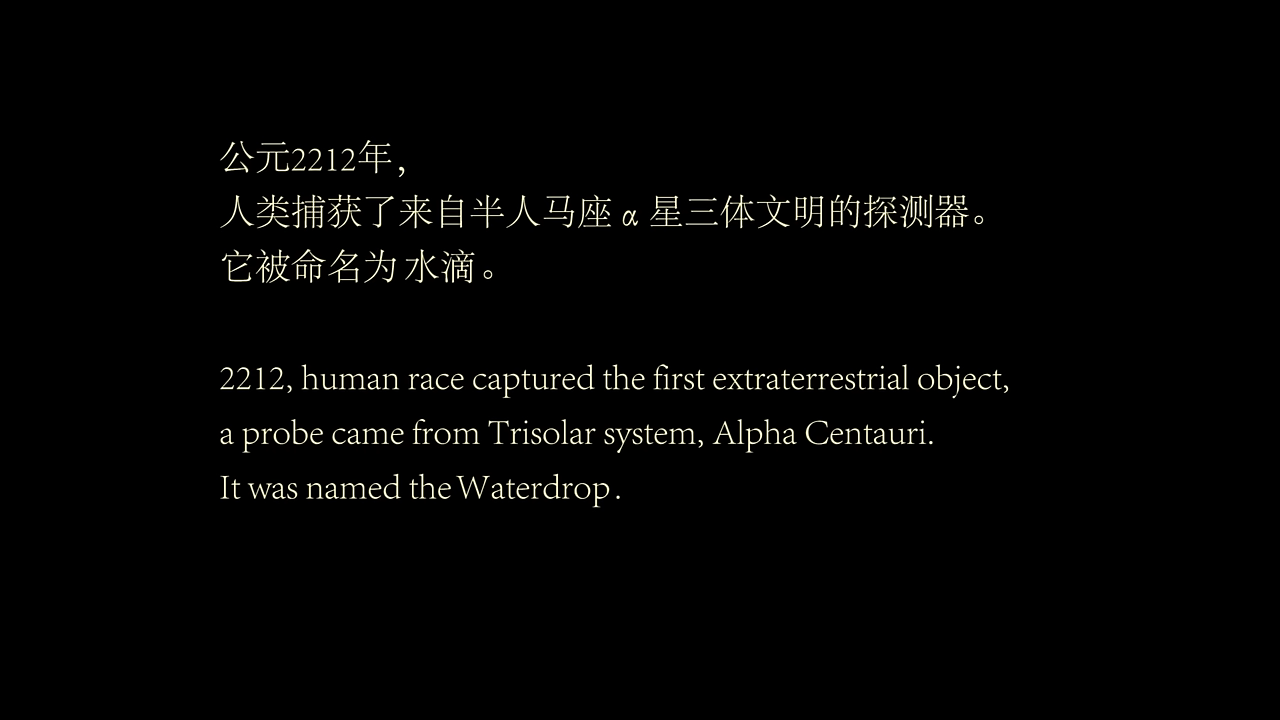 公元2212年，
人类捕获了来自半人马座 α 星三体文明的探测器。
它被命名为 水滴 。
2212, human race captured the first extraterrestrial object,
a probe came from Trisolar system, Alpha Centauri.
It was named the Waterdrop .